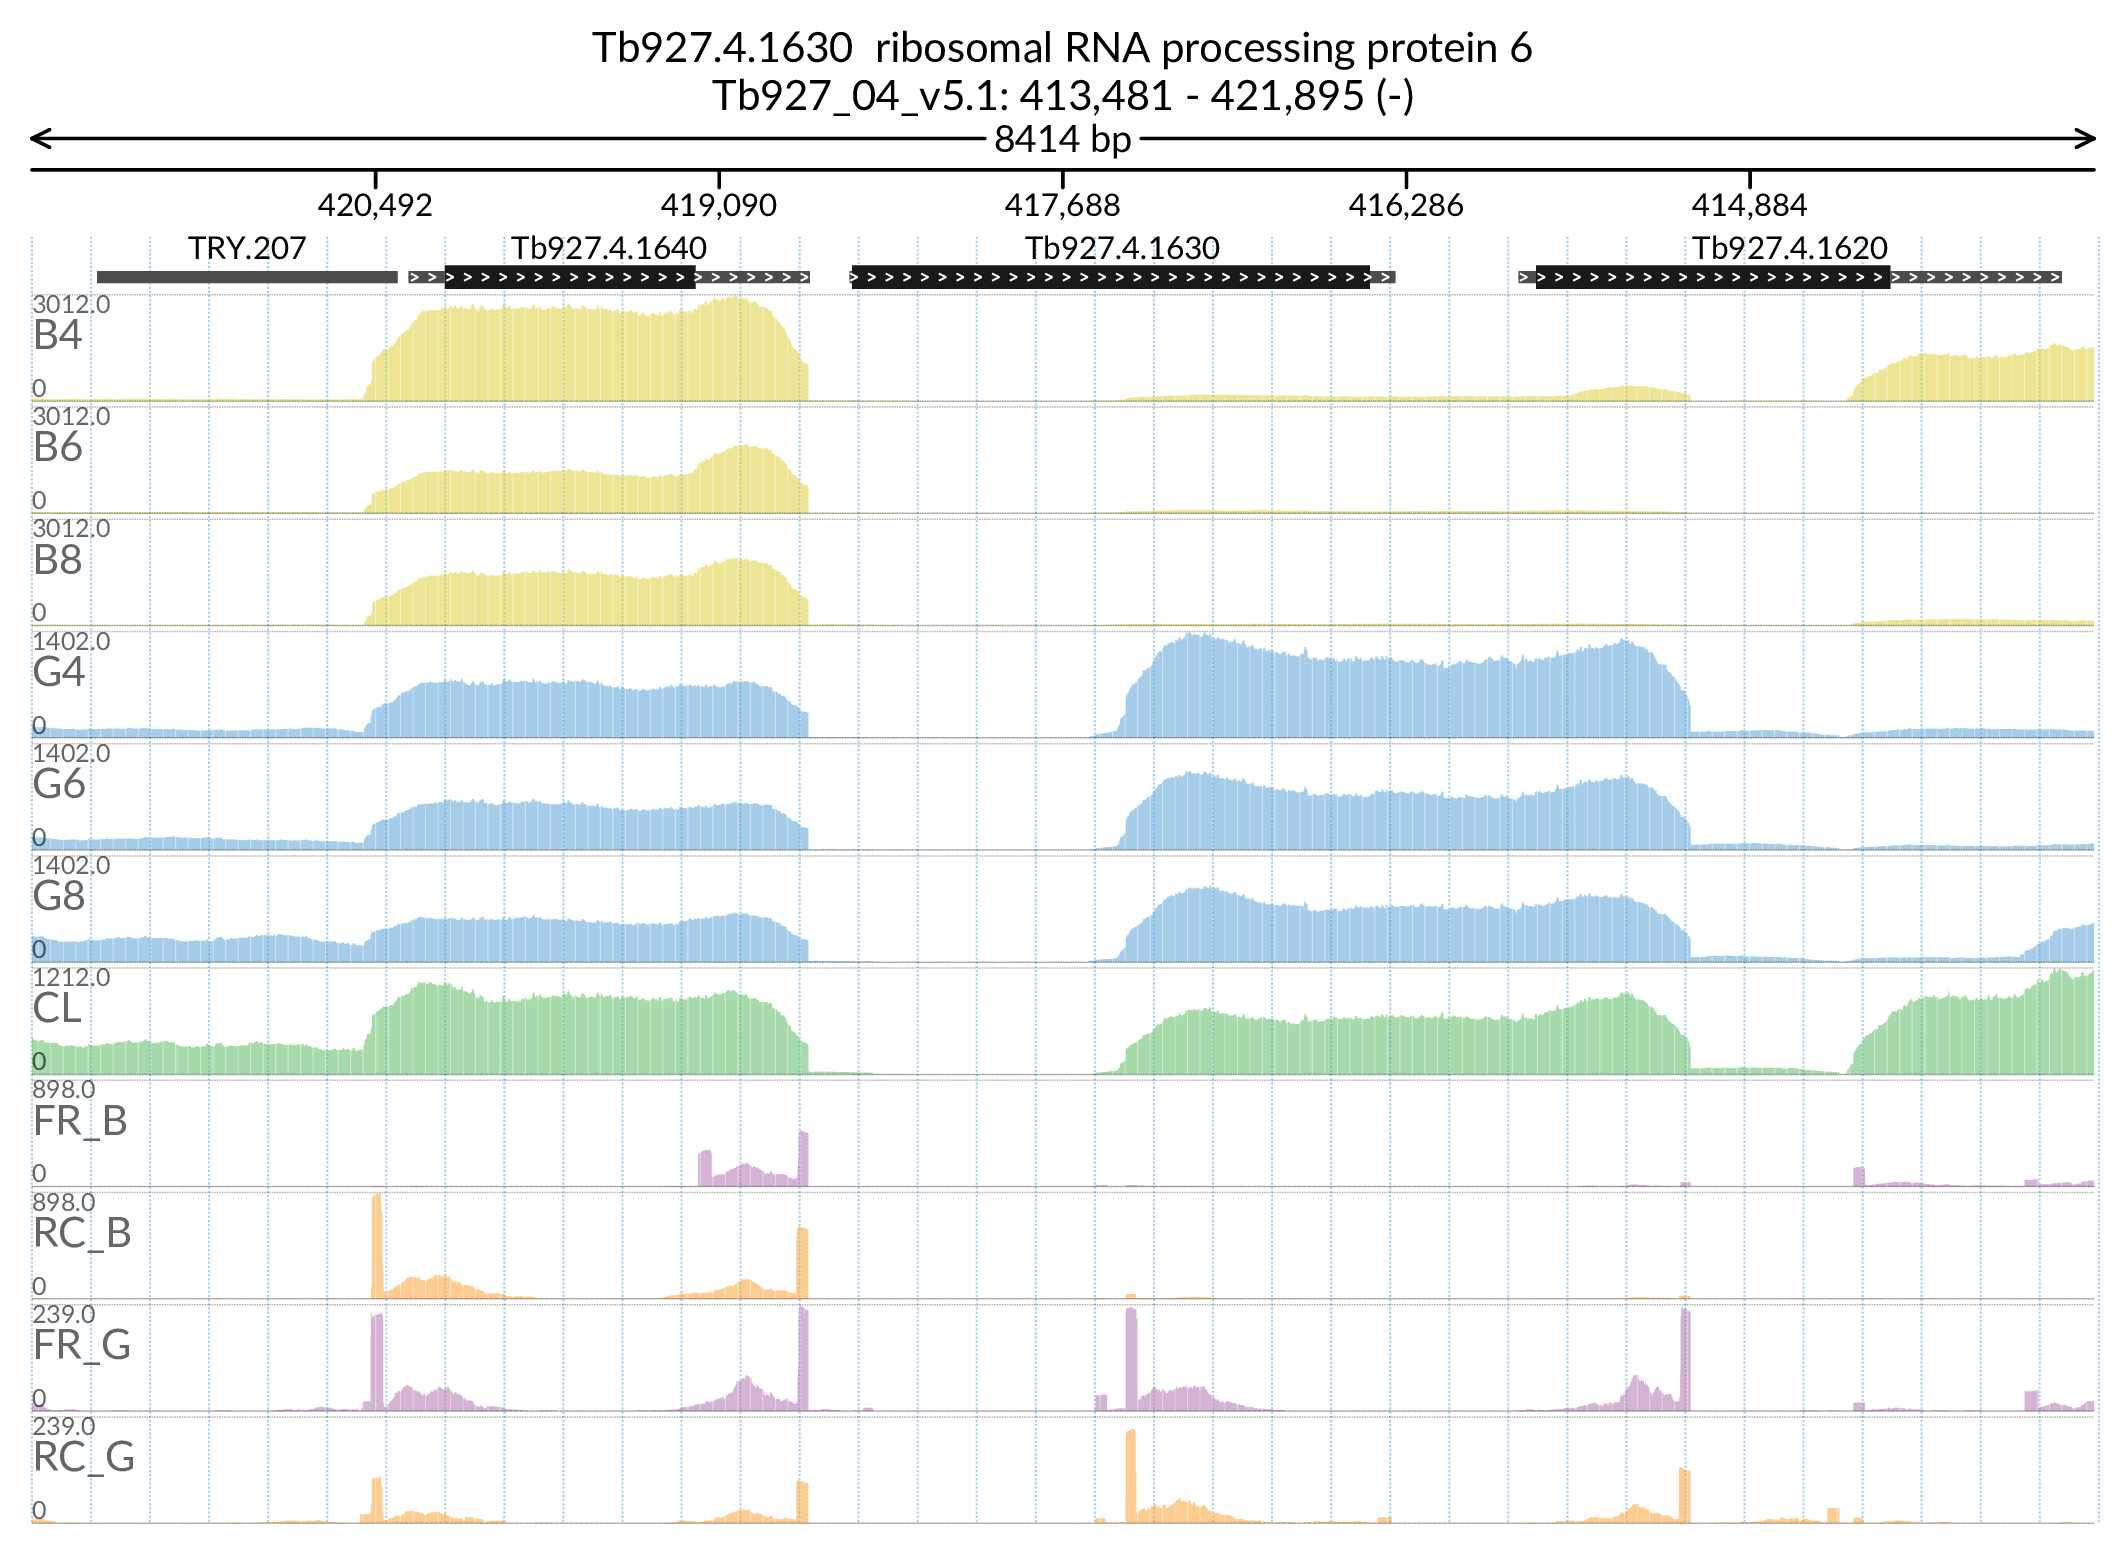 Tb927.4.1630  ribosomal RNA processing protein 6
Tb927_04_v5.1: 413,481 - 421,895 (-)
8414 bp
420,492 419,090 417,688 416,286 414,884
TRY.207 Tb927.4.1640 Tb927.4.1630 Tb927.4.1620
3012.0
B4
0
3012.0
B6
0
3012.0
B8
0
1402.0
G4
0
1402.0
G6
0
1402.0
G8
0
1212.0
CL
0
898.0
FR_B
0
898.0
RC_B
0
239.0
FR_G
0
239.0
RC_G
0